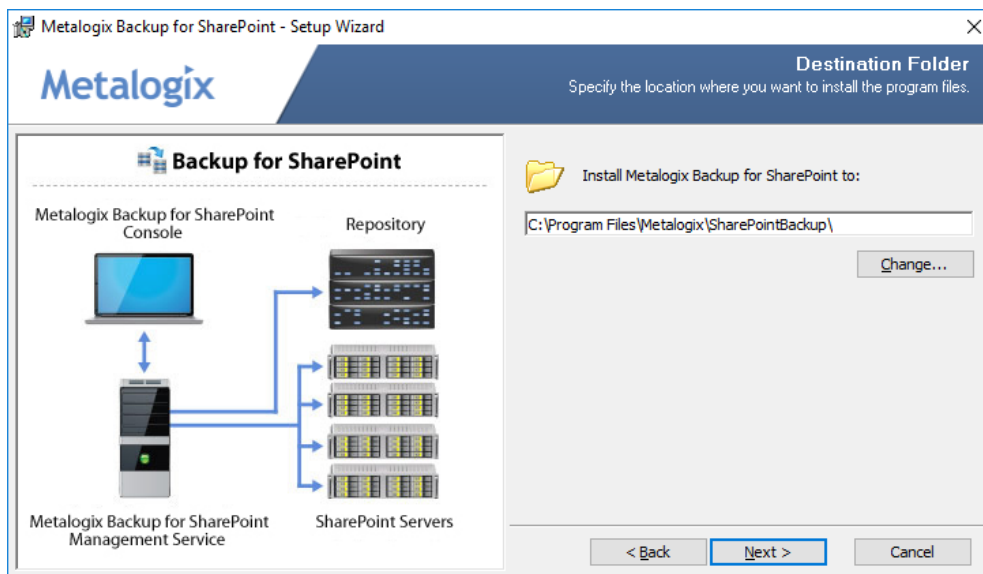 Metalogix Backup for SharePoint - Setup Wizard
Metalogix
Destination Folder
Specify the location where you want to install the program files.
Backup for SharePoint
Metalogix Backup for SharePoint
Console
Repository
Metalogix Backup for SharePoint
Management Service
SharePoint Servers
Install Metalogix Backup for SharePoint to:
C:\Program Files\Metalogix\SharePointBackup\
Change...
< Back
Next >
Cancel